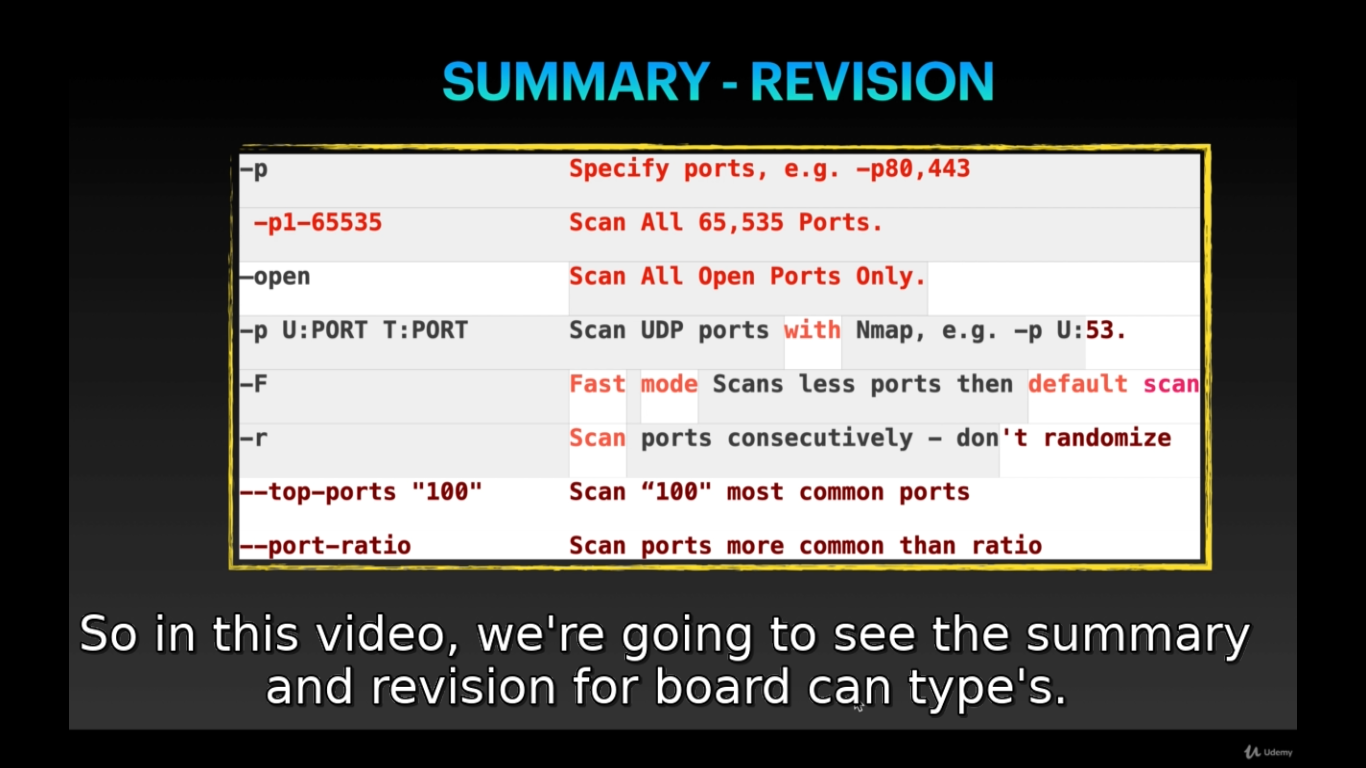 SUMMARY - REVISION
-p Specify ports, e.g. -p80,443
-p1-65535 Scan All 65,535 Ports.
-open Scan All Open Ports Only.
-p U:PORT T:PORT Scan UDP ports with Nmap, e.g. -p U:53.
-F Fast mode Scans less ports then default scan
-r Scan ports consecutively - don't randomize
--top-ports "100" Scan “100" most common ports
--port-ratio Scan ports more common than ratio
So in this video, we're going to see the summary
and revision for board can type's.
Udemy